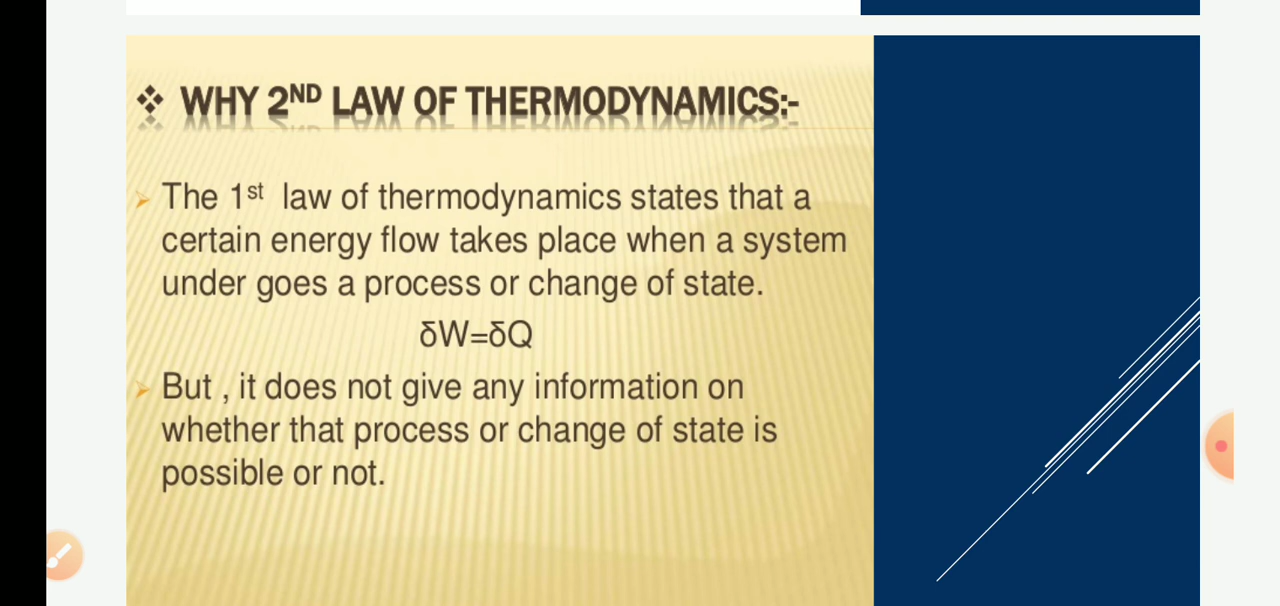 ❖ WHY 2ND LAW OF THERMODYNAMICS:-
➢ The 1st law of thermodynamics states that a
certain energy flow takes place when a system
under goes a process or change of state.
δW=δQ
➢ But , it does not give any information on
whether that process or change of state is
possible or not.